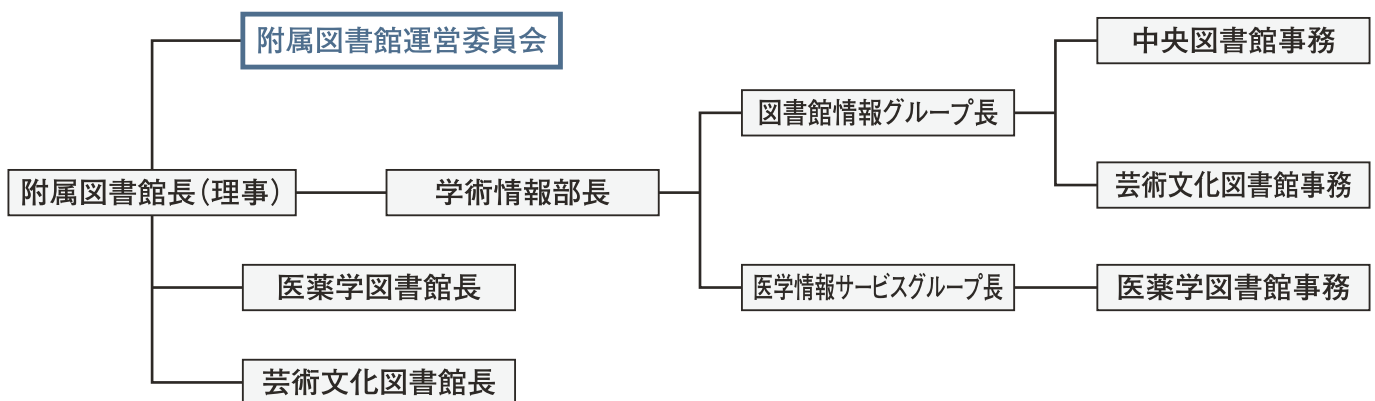 附属図書館運営委員会
中央図書館事務
図書館情報グループ長
附属図書館長（理事）
学術情報部長
芸術文化図書館事務
医薬学図書館長
医学情報サービスグループ長
医薬学図書館事務
芸術文化図書館長